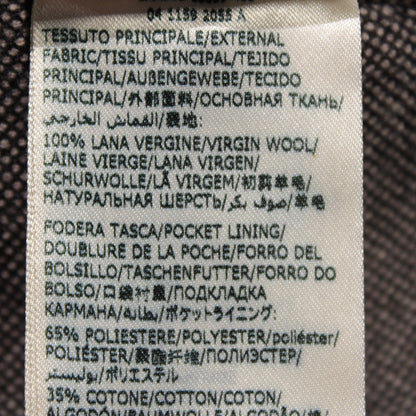 04 1159 2055 A
TESSUTO PRINCIPALE/EXTERNAL
FABRIC/TISSU PRINCIPAL/TEJIDO
PRINCIPAL/AUßENGEWEBE/TECIDO
PRINCIPAL/外部面料/ОСНОВНАЯ ТКАНЬ/
القماش الخارجي/表地:
100% LANA VERGINE/VIRGIN WOOL/
LAINE VIERGE/LANA VIRGEN/
SCHURWOLLE/LÃ VIRGEM/初剪羊毛/
НАТУРАЛЬНАЯ ШЕРСТЬ/صوف بكر/羊毛
FODERA TASCA/POCKET LINING/
DOUBLURE DE LA POCHE/FORRO DEL
BOLSILLO/TASCHENFUTTER/FORRO DO
BOLSO/口袋衬裏/ПОДКЛАДКА
КАРМАНА/بطانه/ポケットライニング:
65% POLIESTERE/POLYESTER/poliéster/
POLIÉSTER/聚酯纤维/ПОЛИЭСТЕР/
بوليستر/ポリエステル
35% COTONE/COTTON/COTON/
ALGODÓN/BAUMWOLLE/ALGODÃO/